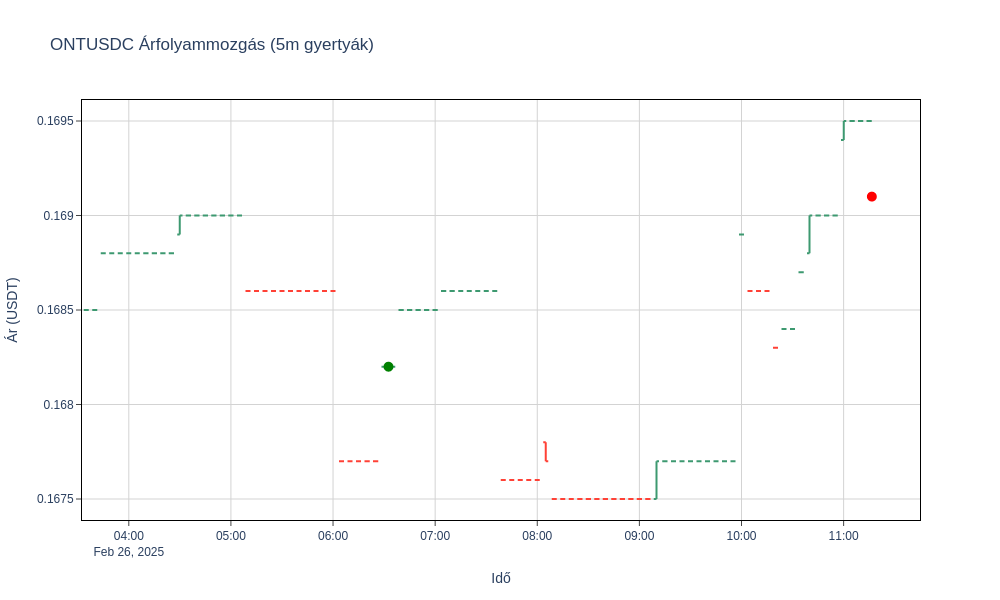 ONTUSDC Árfolyammozgás (5m gyertyák)
Ár (USDT)
0.1695
0.169
0.1685
0.168
0.1675
04:00 05:00 06:00 07:00 08:00 09:00 10:00 11:00
Feb 26, 2025
Idő